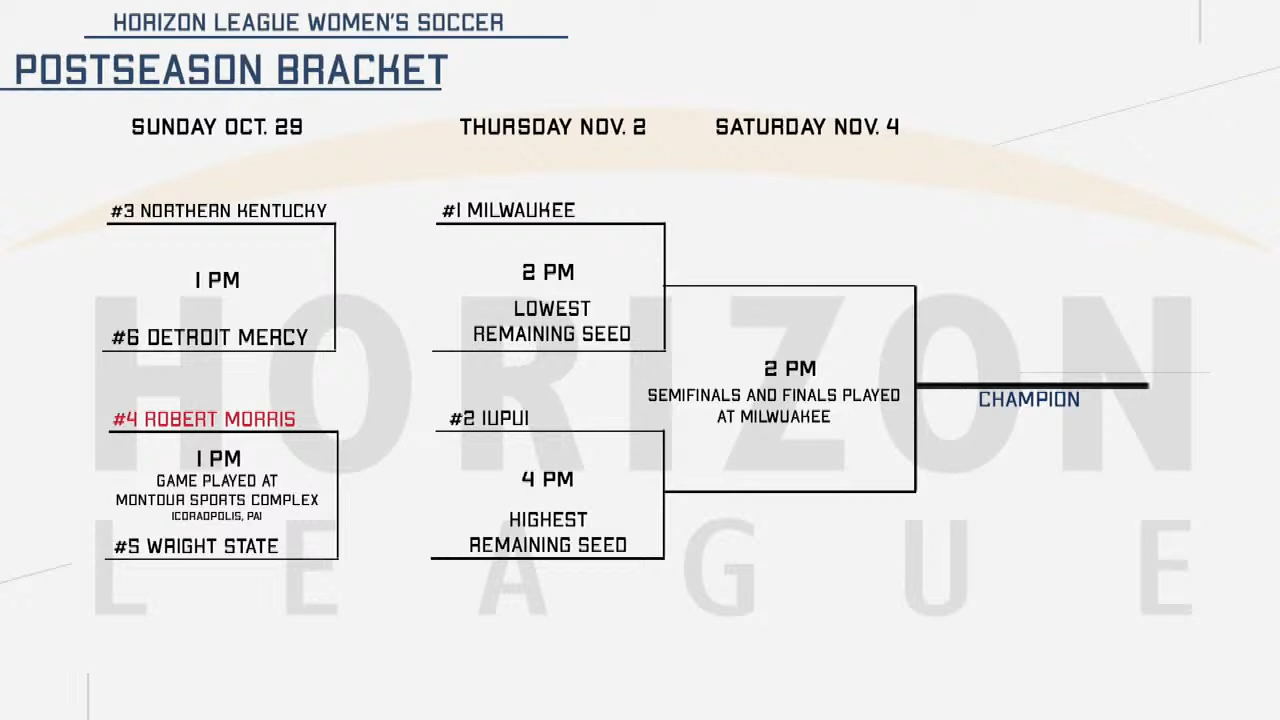 HORIZON LEAGUE WOMEN'S SOCCER
POSTSEASON BRACKET
SUNDAY OCT. 29
THURSDAY NOV. 2
SATURDAY NOV. 4
#3 NORTHERN KENTUCKY
1 PM
#6 DETROIT MERCY
#4 ROBERT MORRIS
1 PM
GAME PLAYED AT
MONTOUR SPORTS COMPLEX
(CORAOPOLIS, PA)
#5 WRIGHT STATE
#1 MILWAUKEE
2 PM
LOWEST
REMAINING SEED
#2 IUPUI
4 PM
HIGHEST
REMAINING SEED
2 PM
SEMIFINALS AND FINALS PLAYED
AT MILWUAKEE
CHAMPION
HORIZON
LEAGUE